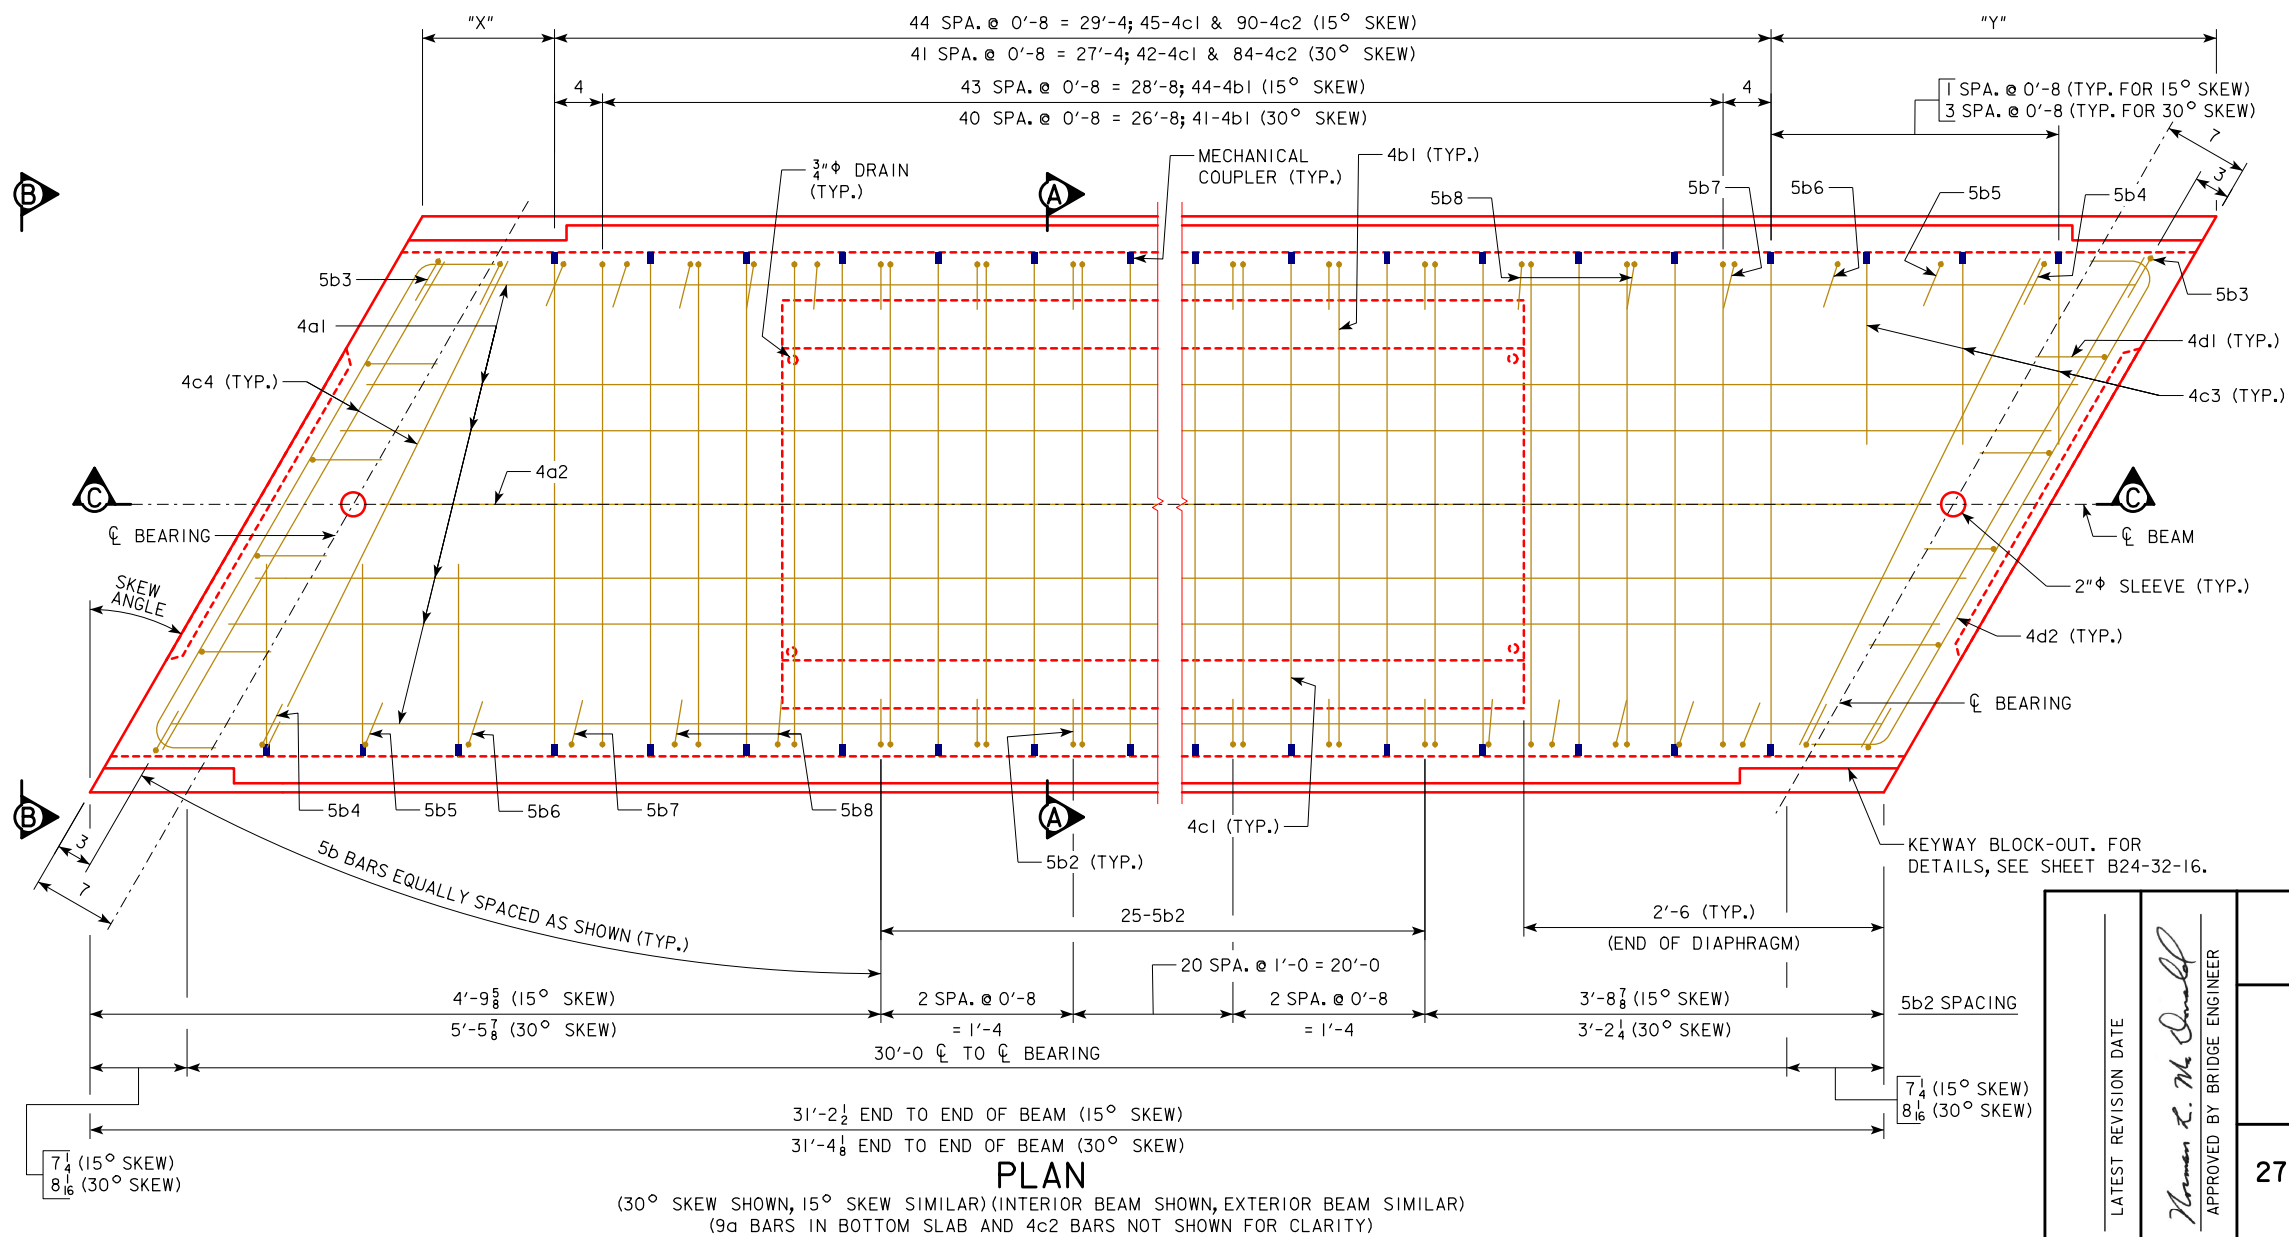 "X"
44 SPA. @ 0'-8 = 29'-4; 45-4c1 & 90-4c2 (15° SKEW)
"Y"
41 SPA. @ 0'-8 = 27'-4; 42-4c1 & 84-4c2 (30° SKEW)
4
43 SPA. @ 0'-8 = 28'-8; 44-4b1 (15° SKEW)
4
40 SPA. @ 0'-8 = 26'-8; 41-4b1 (30° SKEW)
1 SPA. @ 0'-8 (TYP. FOR 15° SKEW)
3 SPA. @ 0'-8 (TYP. FOR 30° SKEW)
7
3
B
3/4"Φ DRAIN
(TYP.)
A
MECHANICAL
COUPLER (TYP.)
4b1 (TYP.)
5b8
5b7
5b6
5b5
5b4
5b3
5b3
4a1
4d1 (TYP.)
4c4 (TYP.)
4c3 (TYP.)
4a2
C
C
℄ BEARING
℄ BEAM
SKEW
ANGLE
2"Φ SLEEVE (TYP.)
4d2 (TYP.)
℄ BEARING
B
3
7
5b4
5b5
5b6
5b7
5b8
A
4c1 (TYP.)
5b2 (TYP.)
KEYWAY BLOCK-OUT. FOR
DETAILS, SEE SHEET B24-32-16.
5b BARS EQUALLY SPACED AS SHOWN (TYP.)
25-5b2
2'-6 (TYP.)
(END OF DIAPHRAGM)
20 SPA. @ 1'-0 = 20'-0
4'-9 5/8 (15° SKEW)
5'-5 7/8 (30° SKEW)
2 SPA. @ 0'-8
= 1'-4
2 SPA. @ 0'-8
= 1'-4
3'-8 7/8 (15° SKEW)
3'-2 1/4 (30° SKEW)
5b2 SPACING
30'-0 ℄ TO ℄ BEARING
7 1/4 (15° SKEW)
8 1/16 (30° SKEW)
31'-2 1/2 END TO END OF BEAM (15° SKEW)
31'-4 1/8 END TO END OF BEAM (30° SKEW)
7 1/4 (15° SKEW)
8 1/16 (30° SKEW)
PLAN
(30° SKEW SHOWN, 15° SKEW SIMILAR) (INTERIOR BEAM SHOWN, EXTERIOR BEAM SIMILAR)
(9a BARS IN BOTTOM SLAB AND 4c2 BARS NOT SHOWN FOR CLARITY)
LATEST REVISION DATE
Norman L. Mc Donald
APPROVED BY BRIDGE ENGINEER
27